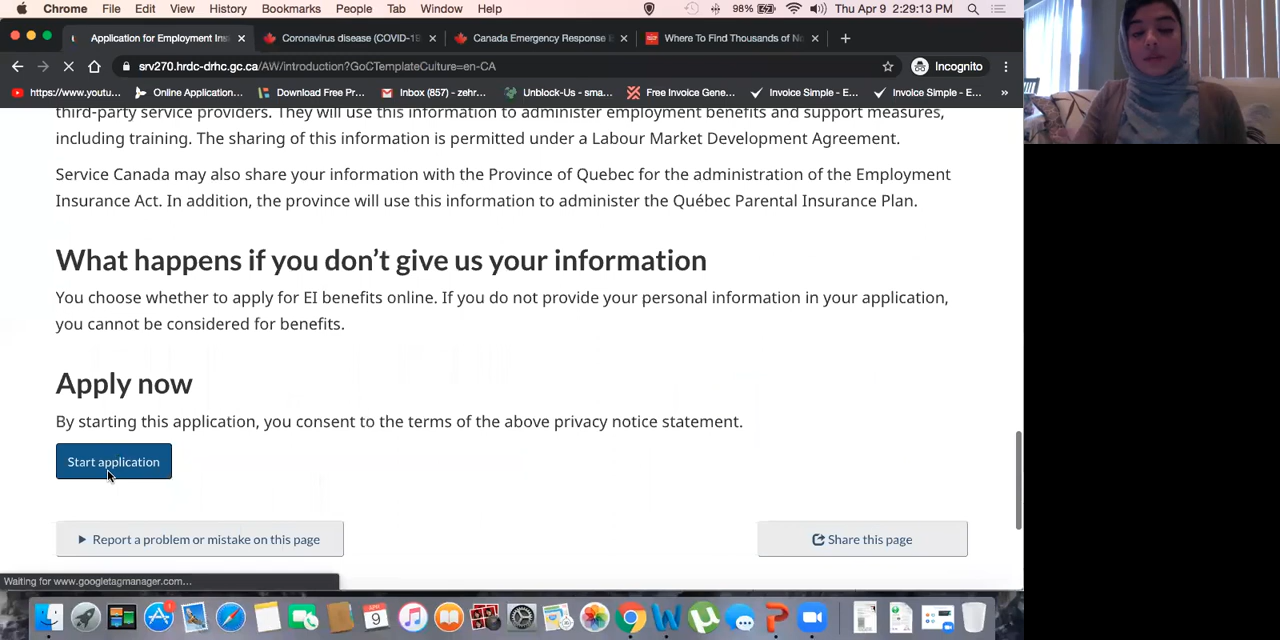 Chrome File Edit View History Bookmarks People Tab Window Help 98% Thu Apr 9 2:29:13 PM
Application for Employment Ins Coronavirus disease (COVID-19 Canada Emergency Response B Where To Find Thousands of No
srv270.hrdc-drhc.gc.ca/AW/introduction?GoCTemplateCulture=en-CA Incognito
https://www.youtu... Online Application... Download Free Pr... Inbox (857) - zehr... Unblock-Us - sma... Free Invoice Gene... Invoice Simple - E... Invoice Simple - E... »
third-party service providers. They will use this information to administer employment benefits and support measures,
including training. The sharing of this information is permitted under a Labour Market Development Agreement.
Service Canada may also share your information with the Province of Quebec for the administration of the Employment
Insurance Act. In addition, the province will use this information to administer the Québec Parental Insurance Plan.
What happens if you don’t give us your information
You choose whether to apply for EI benefits online. If you do not provide your personal information in your application,
you cannot be considered for benefits.
Apply now
By starting this application, you consent to the terms of the above privacy notice statement.
Start application
Report a problem or mistake on this page Share this page
Waiting for www.googletagmanager.com...